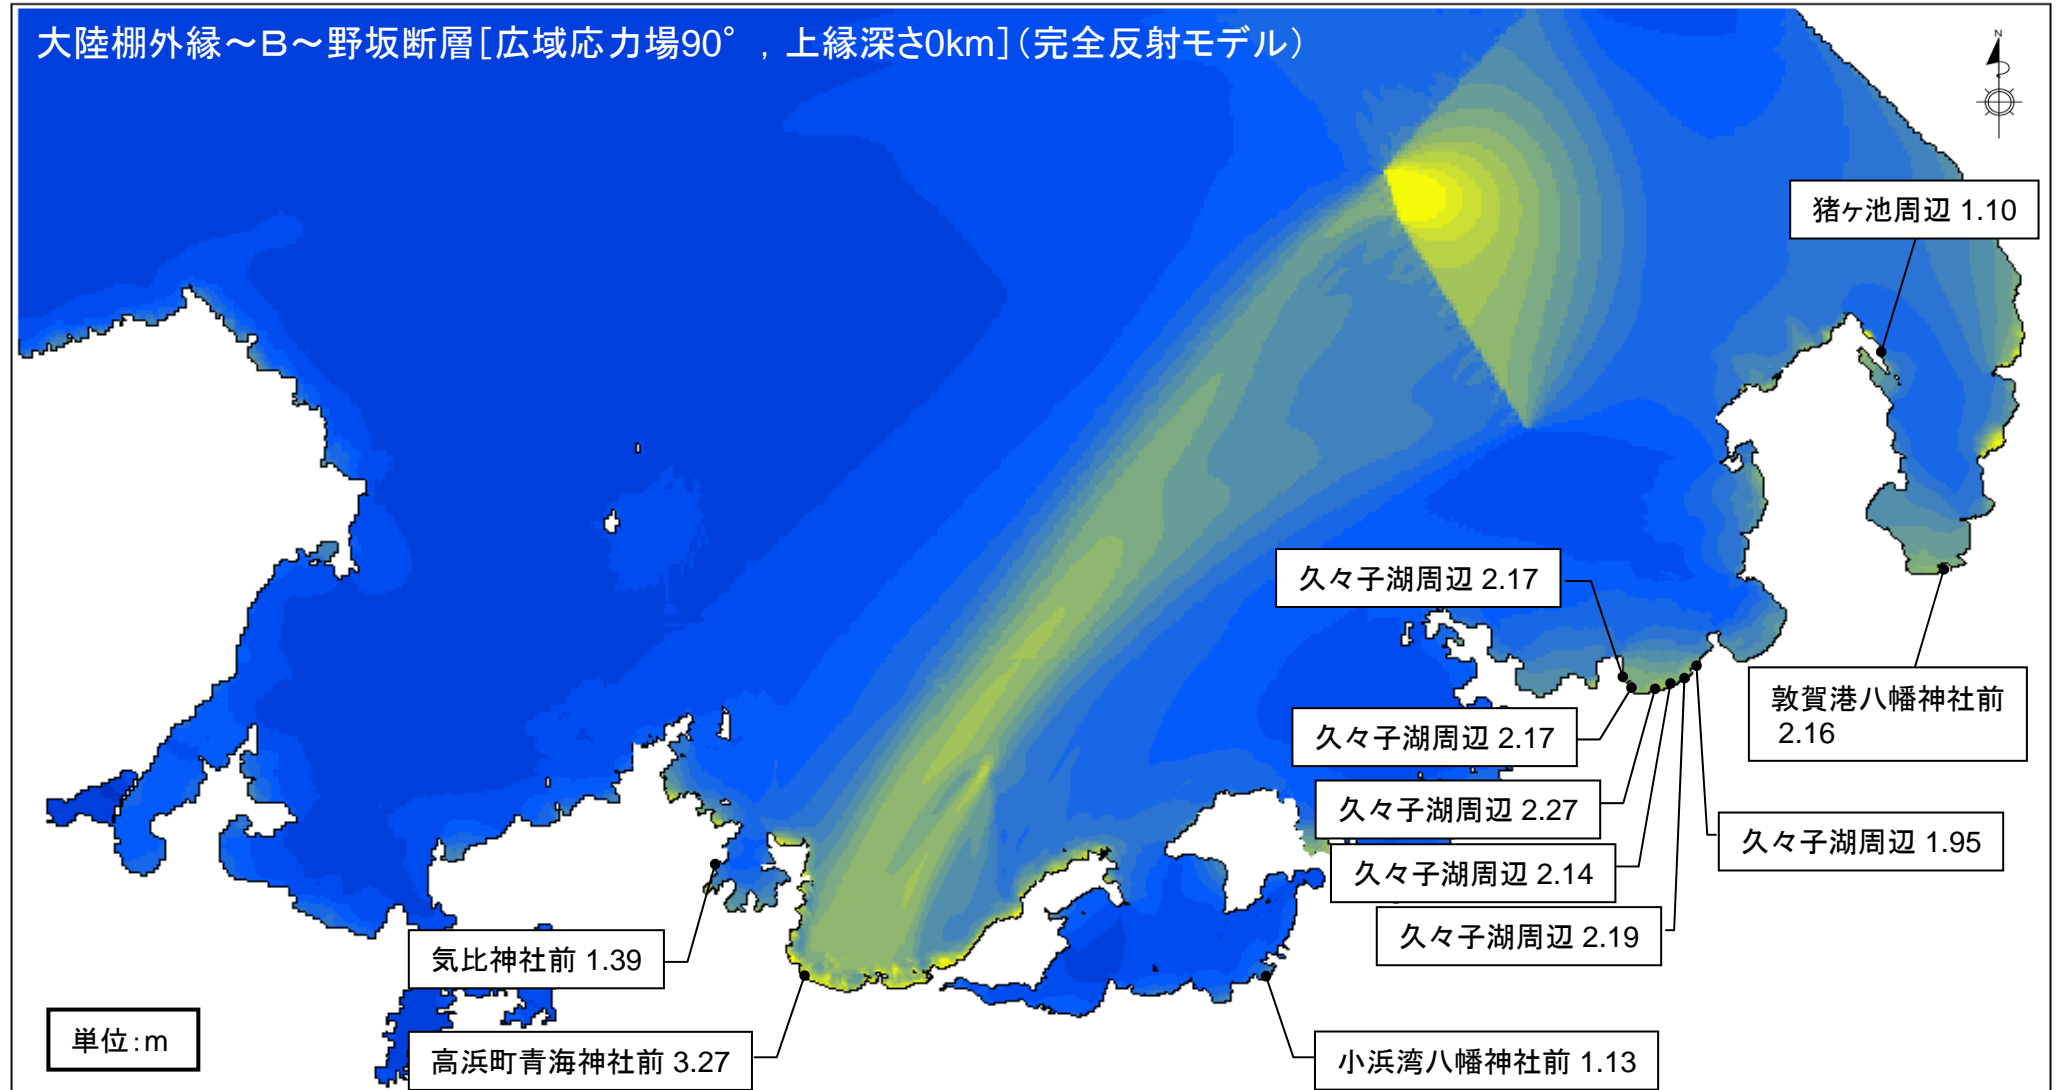 大陸棚外縁～B～野坂断層[広域応力場90°，上縁深さ0km](完全反射モデル)
N
猪ヶ池周辺 1.10
久々子湖周辺 2.17
敦賀港八幡神社前
2.16
久々子湖周辺 2.17
久々子湖周辺 2.27
久々子湖周辺 1.95
久々子湖周辺 2.14
久々子湖周辺 2.19
気比神社前 1.39
単位:m
高浜町青海神社前 3.27
小浜湾八幡神社前 1.13